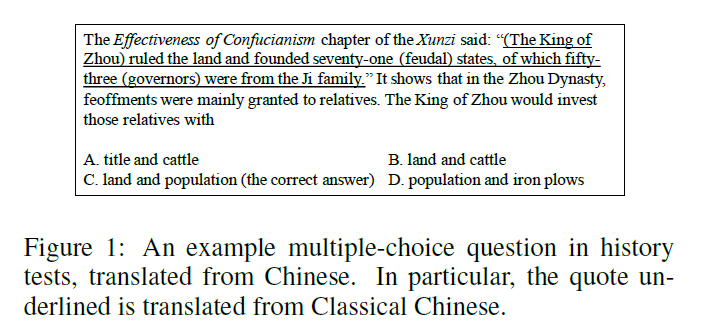 The Effectiveness of Confucianism chapter of the Xunzi said: “(The King of
Zhou) ruled the land and founded seventy-one (feudal) states, of which fifty-
three (governors) were from the Ji family.” It shows that in the Zhou Dynasty,
feoffments were mainly granted to relatives. The King of Zhou would invest
those relatives with
A. title and cattle B. land and cattle
C. land and population (the correct answer) D. population and iron plows
Figure 1: An example multiple-choice question in history
tests, translated from Chinese. In particular, the quote un-
derlined is translated from Classical Chinese.